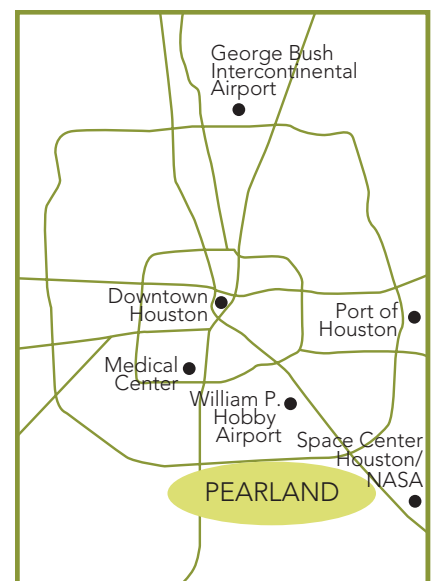 George Bush
Intercontinental
Airport
Downtown
Houston
Port of
Houston
Medical
Center
William P.
Hobby
Airport
Space Center
Houston/
NASA
PEARLAND